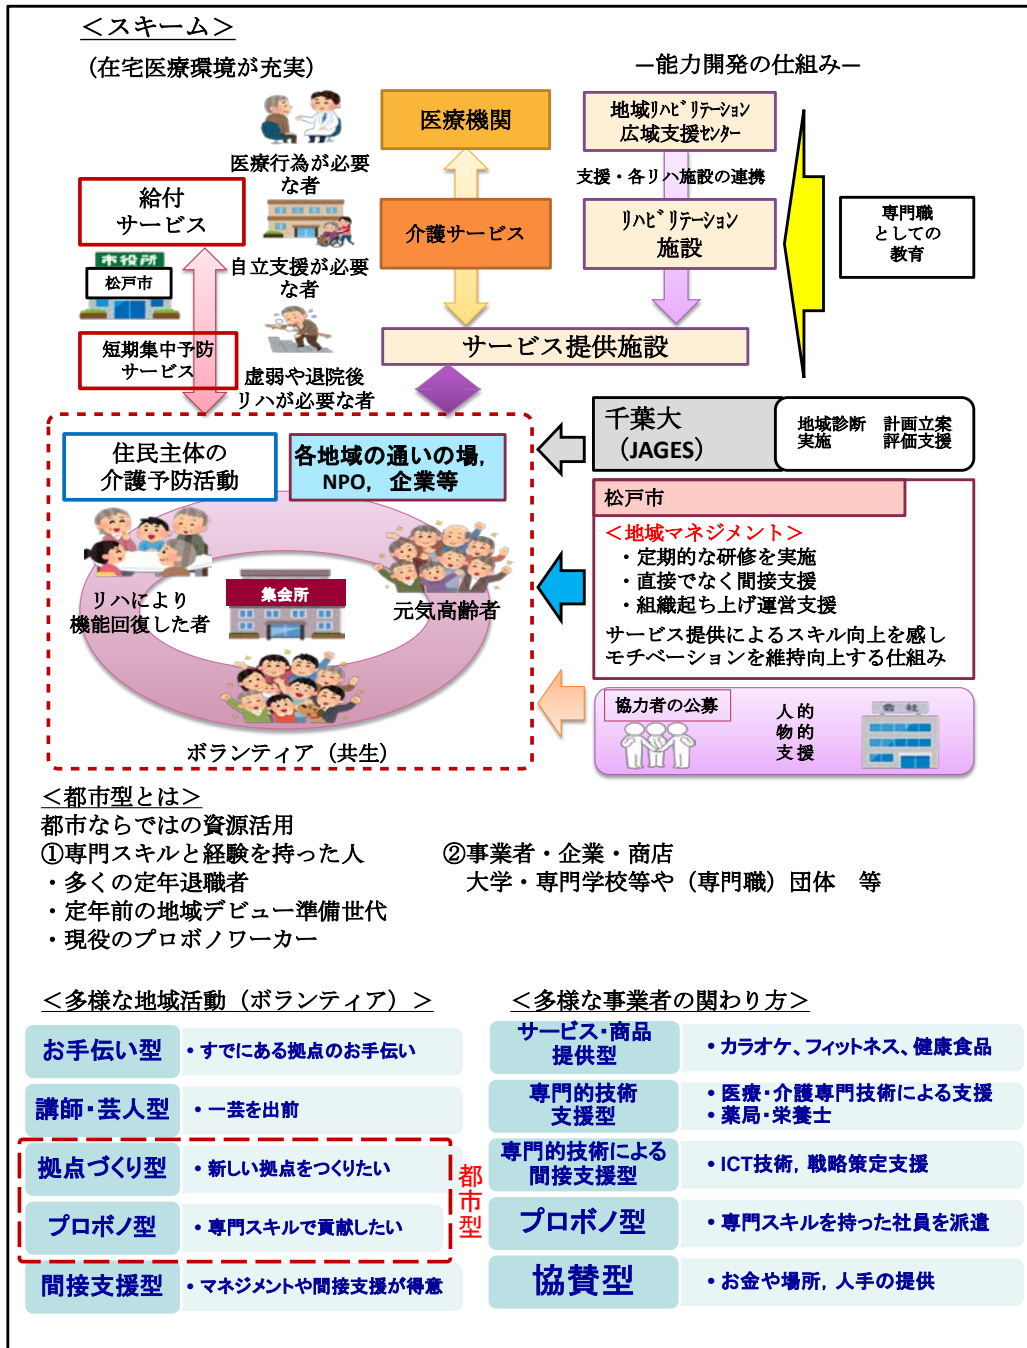 ＜スキーム＞
（在宅医療環境が充実）
―能力開発の仕組み―
医療機関
地域ﾘﾊﾋﾞﾘﾃｰｼｮﾝ
広域支援ｾﾝﾀｰ
医療行為が必要
な者
支援・各リハ施設の連携
給付
サービス
介護サービス
ﾘﾊﾋﾞﾘﾃｰｼｮﾝ
施設
専門職
としての
教育
市役所
松戸市
自立支援が必要
な者
短期集中予防
サービス
サービス提供施設
虚弱や退院後
リハが必要な者
千葉大
（JAGES）
地域診断　計画立案
実施　評価支援
住民主体の
介護予防活動
各地域の通いの場，
NPO，企業等
松戸市
＜地域マネジメント＞
・定期的な研修を実施
・直接でなく間接支援
・組織起ち上げ運営支援
サービス提供によるスキル向上を感じ
モチベーションを維持向上する仕組み
集会所
リハにより
機能回復した者
元気高齢者
ボランティア（共生）
協力者の公募
人的
物的
支援
会社
＜都市型とは＞
都市ならではの資源活用
①専門スキルと経験を持った人
・多くの定年退職者
・定年前の地域デビュー準備世代
・現役のプロボノワーカー
②事業者・企業・商店
大学・専門学校等や（専門職）団体　等
＜多様な地域活動（ボランティア）＞
お手伝い型
・すでにある拠点のお手伝い
講師・芸人型
・一芸を出前
拠点づくり型
・新しい拠点をつくりたい
プロボノ型
・専門スキルで貢献したい
間接支援型
・マネジメントや間接支援が得意
都市型
＜多様な事業者の関わり方＞
サービス・商品
提供型
・カラオケ、フィットネス、健康食品
専門的技術
支援型
・医療・介護専門技術による支援
・薬局・栄養士
専門的技術による
間接支援型
・ICT技術，戦略策定支援
プロボノ型
・専門スキルを持った社員を派遣
協賛型
・お金や場所，人手の提供